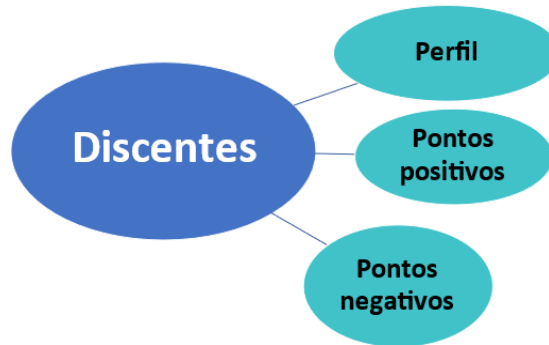 Perfil
Discentes
Pontos
positivos
Pontos
negativos